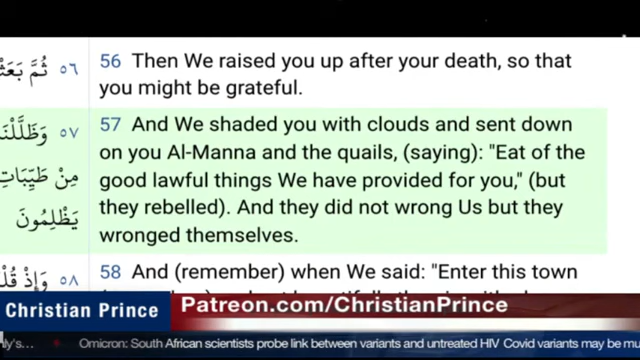 56 Then We raised you up after your death, so that
you might be grateful.
٥٦ ثُمَّ
57 And We shaded you with clouds and sent down
on you Al-Manna and the quails, (saying): "Eat of the
good lawful things We have provided for you," (but
they rebelled). And they did not wrong Us but they
wronged themselves.
٥٧
مِن طَيِّبَاتِ
يَظْلِمُونَ
58 And (remember) when We said: "Enter this town
٥٨ وَإِذْ
Christian Prince
Patreon.com/ChristianPrince
Omicron: South African scientists probe link between variants and untreated HIV Covid variants may be